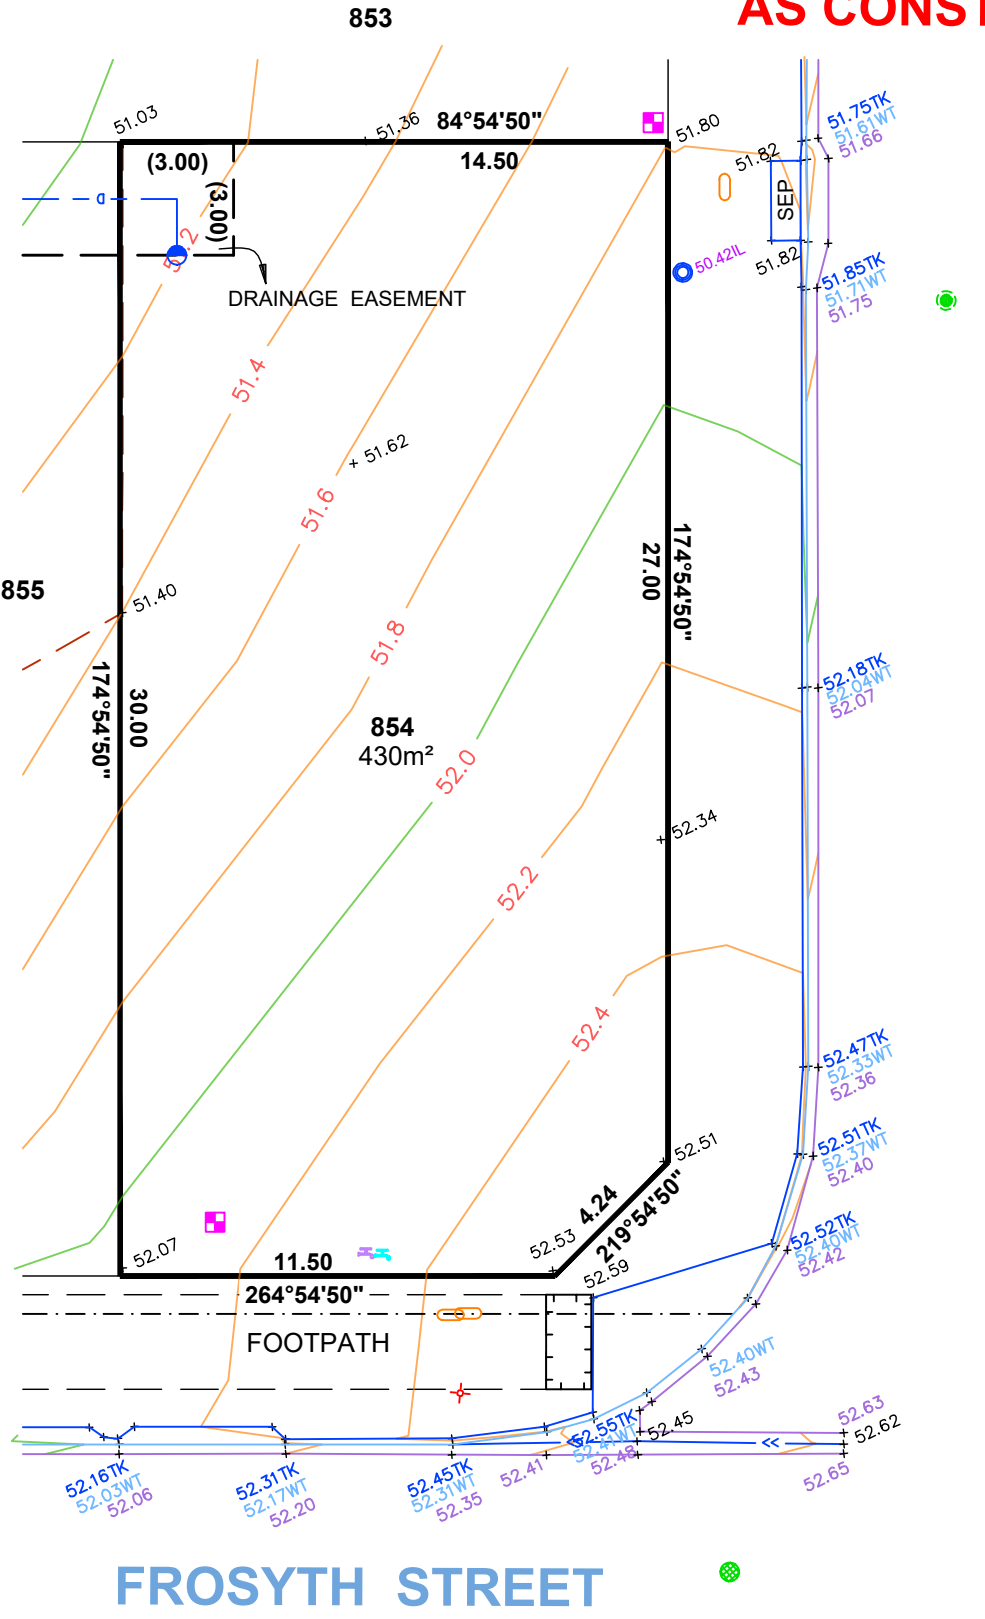 853
AS CONST
51.03
51.36
84°54'50"
51.80
51.75TK
51.61WT
51.66
(3.00)
14.50
51.82
(3.00)
SEP
D
51.2
50.42IL
51.82
51.85TK
51.71WT
51.75
DRAINAGE EASEMENT
51.4
51.62
51.6
174°54'50"
27.00
855
51.40
51.8
174°54'50"
30.00
52.18TK
52.04WT
52.07
854
430m²
52.0
52.34
52.2
52.4
52.47TK
52.33WT
52.36
52.51TK
52.37WT
52.40
52.51
4.24
219°54'50"
52.07
52.53
52.52TK
52.40WT
52.42
11.50
52.59
264°54'50"
FOOTPATH
52.40WT
52.43
52.63
52.62
52.55TK
52.41WT
52.48
52.45
52.41
52.65
52.16TK
52.03WT
52.06
52.31TK
52.17WT
52.20
52.45TK
52.31WT
52.35
FROSYTH STREET